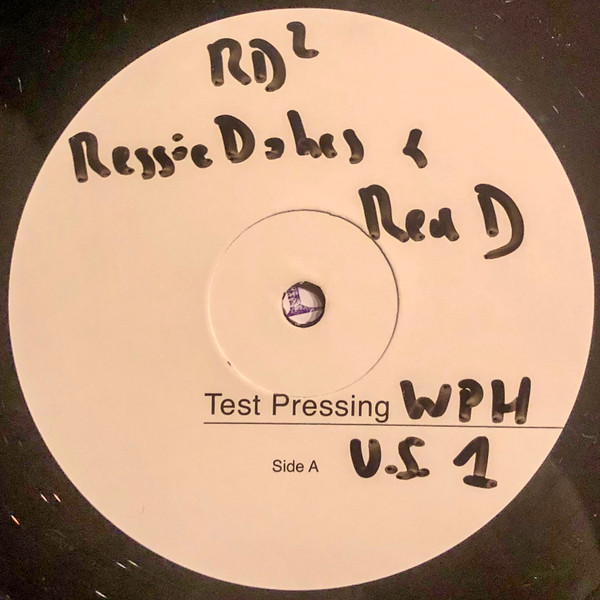 RD²
Reggie Dokes &
Red D
Test Pressing WPH
Side A U.S 1